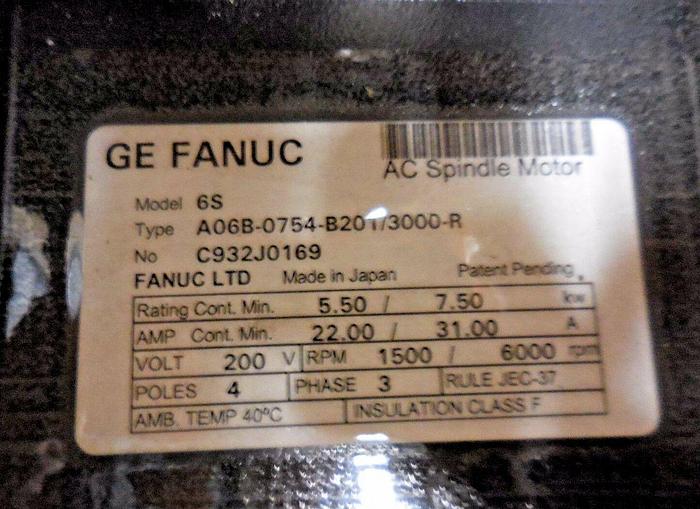 GE FANUC
AC Spindle Motor
Model 6S
Type A06B-0754-B201/3000-R
No C932J0169
FANUC LTD Made in Japan Patent Pending
Rating Cont. Min. 5.50 / 7.50 kw
AMP Cont. Min. 22.00 / 31.00 A
VOLT 200 V RPM 1500 / 6000 rpm
POLES 4 PHASE 3 RULE JEC-37
AMB. TEMP 40°C INSULATION CLASS F